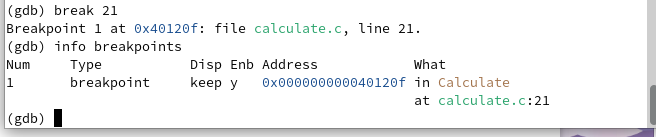 (gdb) break 21
Breakpoint 1 at 0x40120f: file calculate.c, line 21.
(gdb) info breakpoints
Num     Type           Disp Enb Address            What
1       breakpoint     keep y   0x000000000040120f in Calculate
                                                   at calculate.c:21
(gdb)